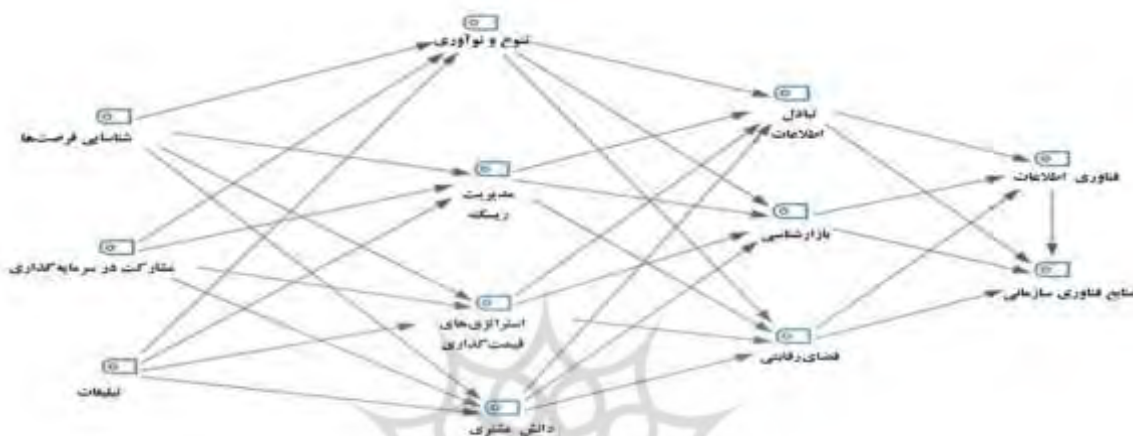 تنوع و نوآوری
شناسایی فرصت‌ها
تبادل
اطلاعات
فناوری اطلاعات
مدیریت
ریسک
بازارشناسی
مشارکت در سرمایه‌گذاری
منابع فناوری سازمانی
استراتژی‌های
قیمت‌گذاری
فضای‌رقابتی
تبلیغات
دانش مشتری